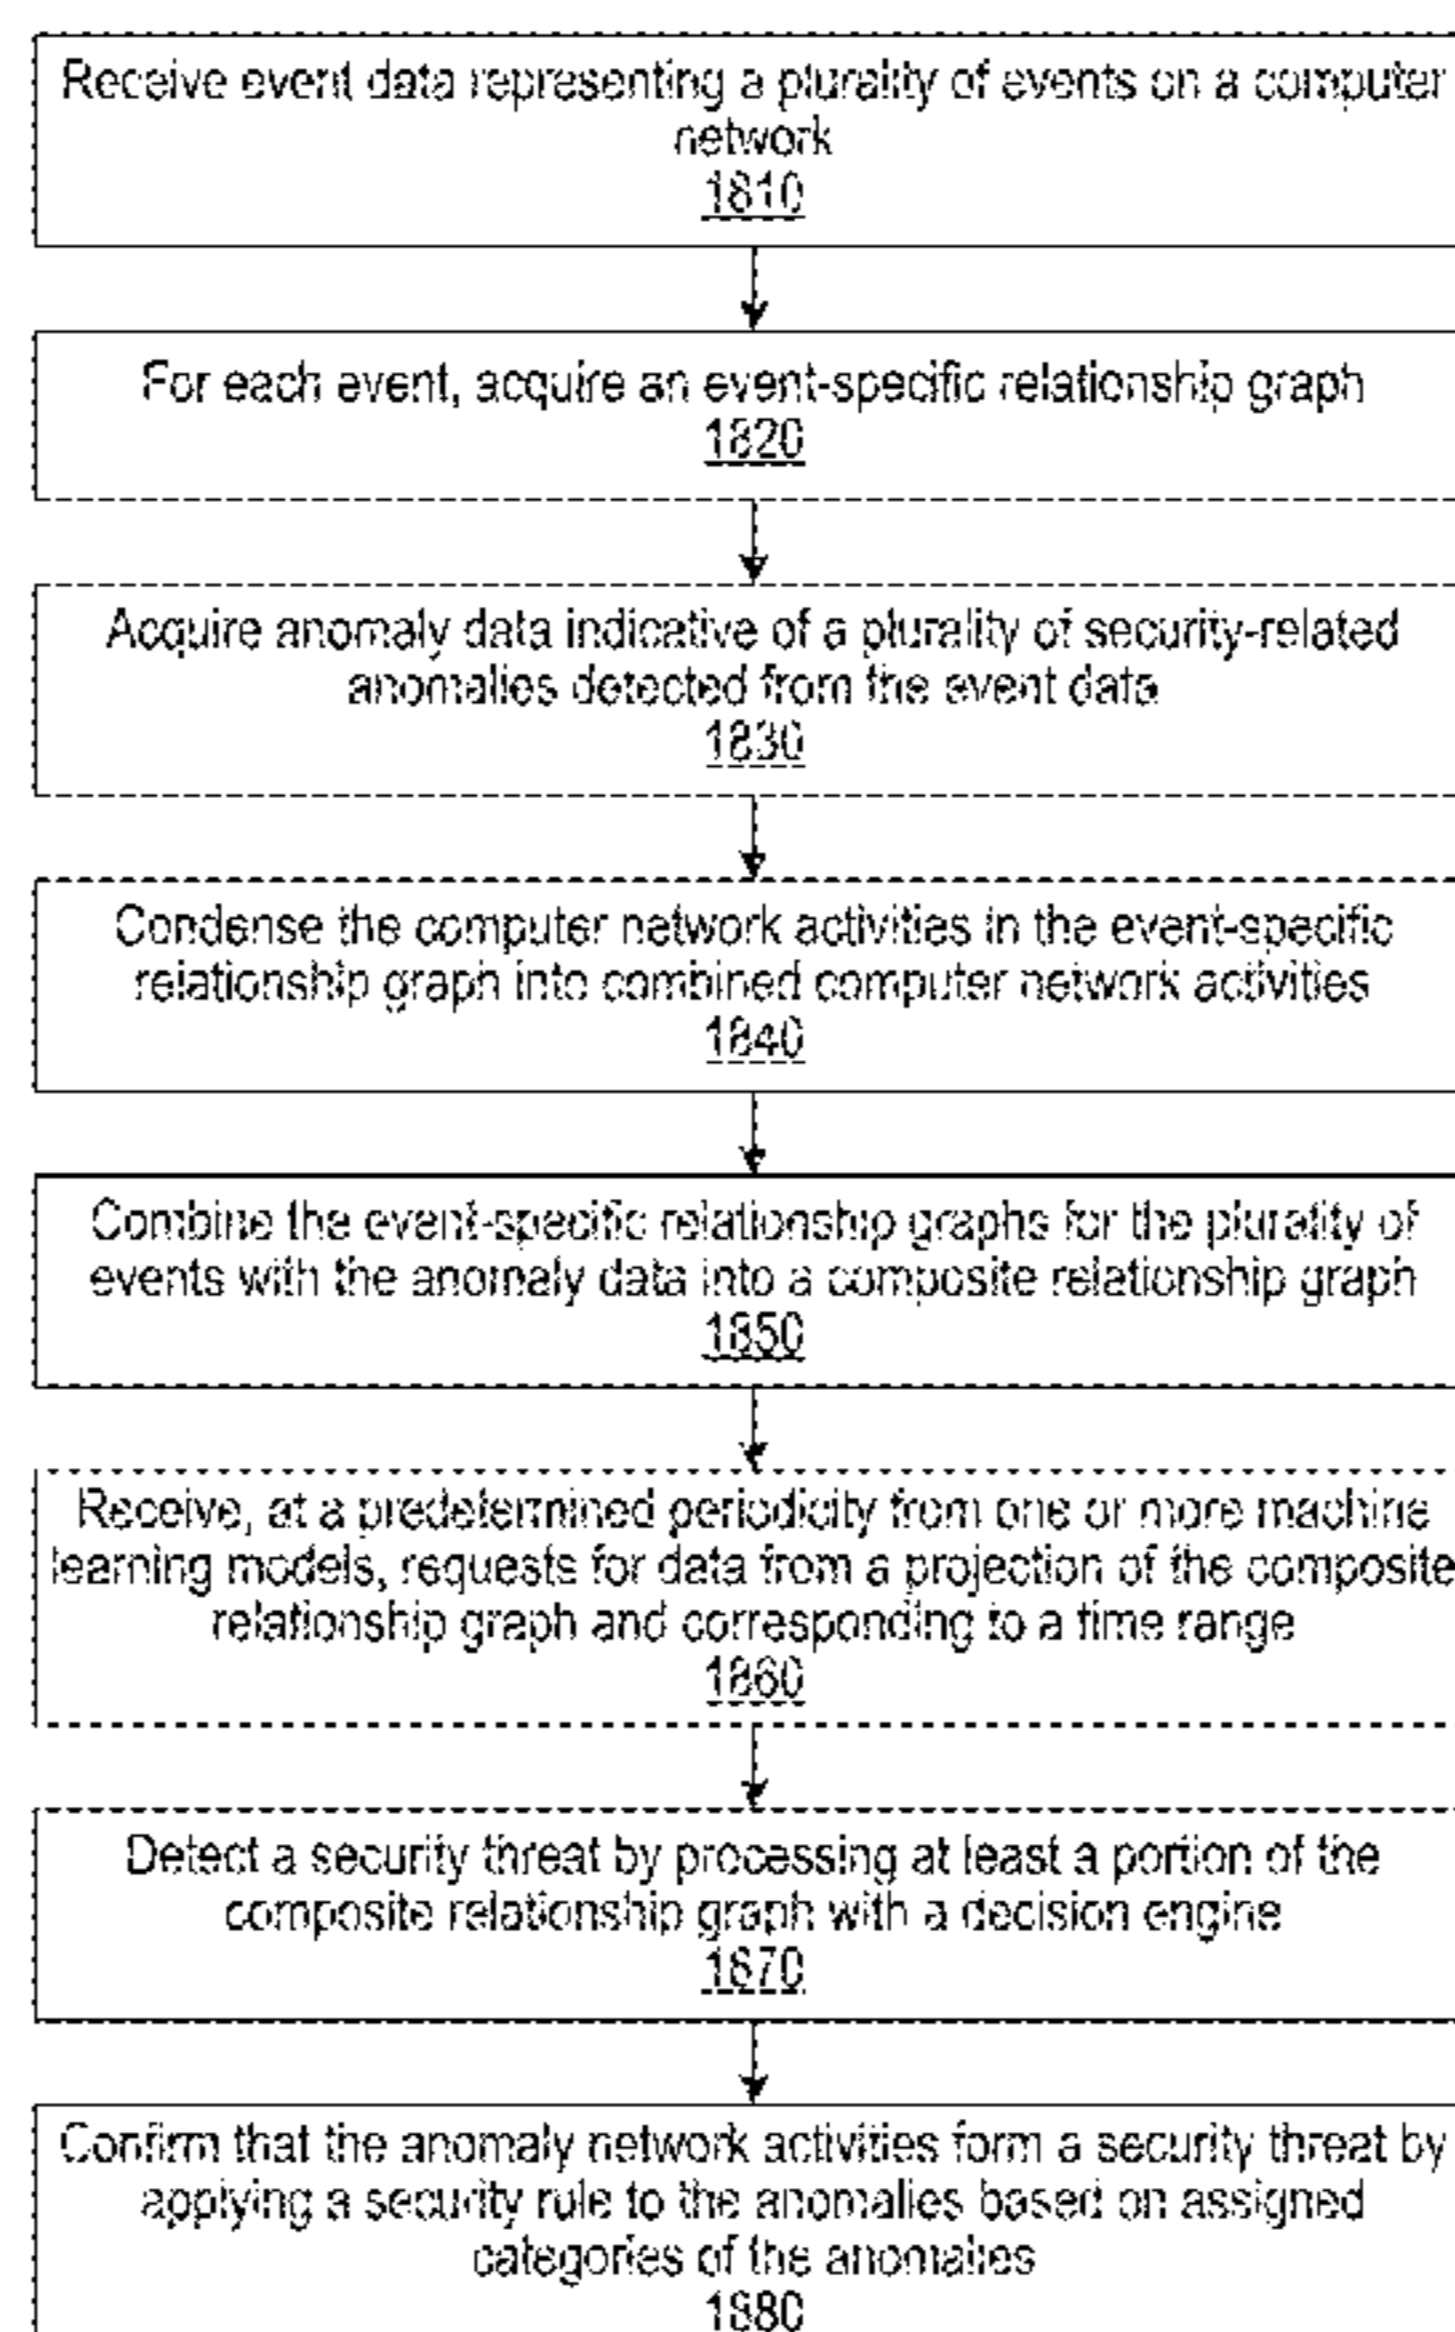 Receive event data representing a plurality of events on a computer
network
1810
For each event, acquire an event-specific relationship graph
1820
Acquire anomaly data indicative of a plurality of security-related
anomalies detected from the event data
1830
Condense the computer network activities in the event-specific
relationship graph into combined computer network activities
1840
Combine the event-specific relationship graphs for the plurality of
events with the anomaly data into a composite relationship graph
1850
Receive, at a predetermined periodicity from one or more machine
learning models, requests for data from a projection of the composite
relationship graph and corresponding to a time range
1860
Detect a security threat by processing at least a portion of the
composite relationship graph with a decision engine
1870
Confirm that the anomaly network activities form a security threat by
applying a security rule to the anomalies based on assigned
categories of the anomalies
1880